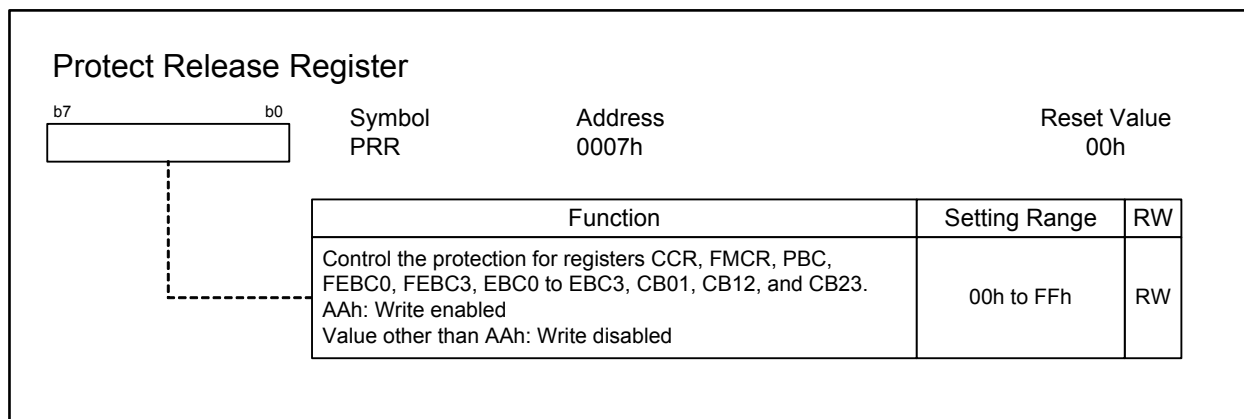 Protect Release Register
b7 b0
Symbol Address Reset Value
PRR 0007h 00h
Function Setting Range RW
Control the protection for registers CCR, FMCR, PBC,
FEBC0, FEBC3, EBC0 to EBC3, CB01, CB12, and CB23.
AAh: Write enabled
Value other than AAh: Write disabled
00h to FFh RW